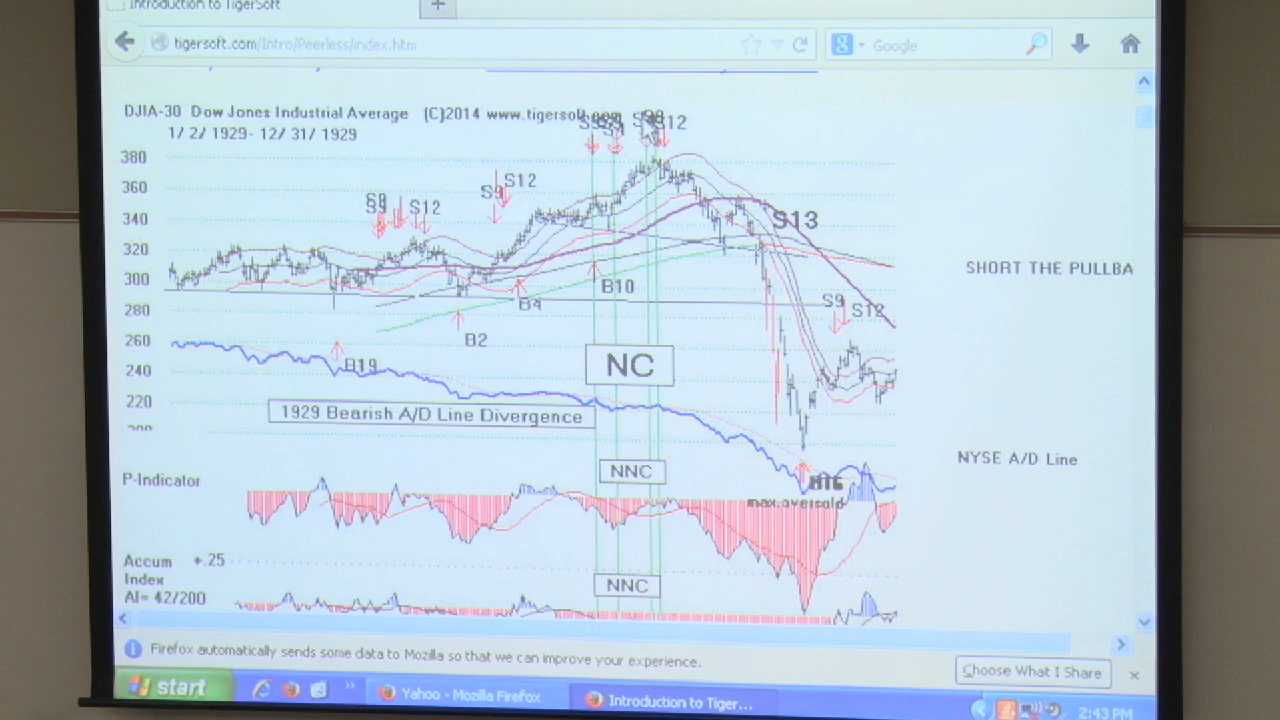 Introduction to TigerSoft
+
tigersoft.com/Intro/Peerless/index.htm
Google
DJIA-30 Dow Jones Industrial Average (C)2014 www.tigersoft.com
1/ 2/ 1929- 12/ 31/ 1929
S12
380
360
S12
S9
S9
S12
340
S13
320
300
SHORT THE PULLBA
B10
B4
280
S9
S12
B2
260
B19
NC
240
220
1929 Bearish A/D Line Divergence
200
NYSE A/D Line
NNC
P-Indicator
max.oversold
Accum +.25
Index
NNC
AI= 42/200
Firefox automatically sends some data to Mozilla so that we can improve your experience.
Choose What I Share
×
start
Yahoo - Mozilla Firefox
Introduction to Tiger...
2:43 PM